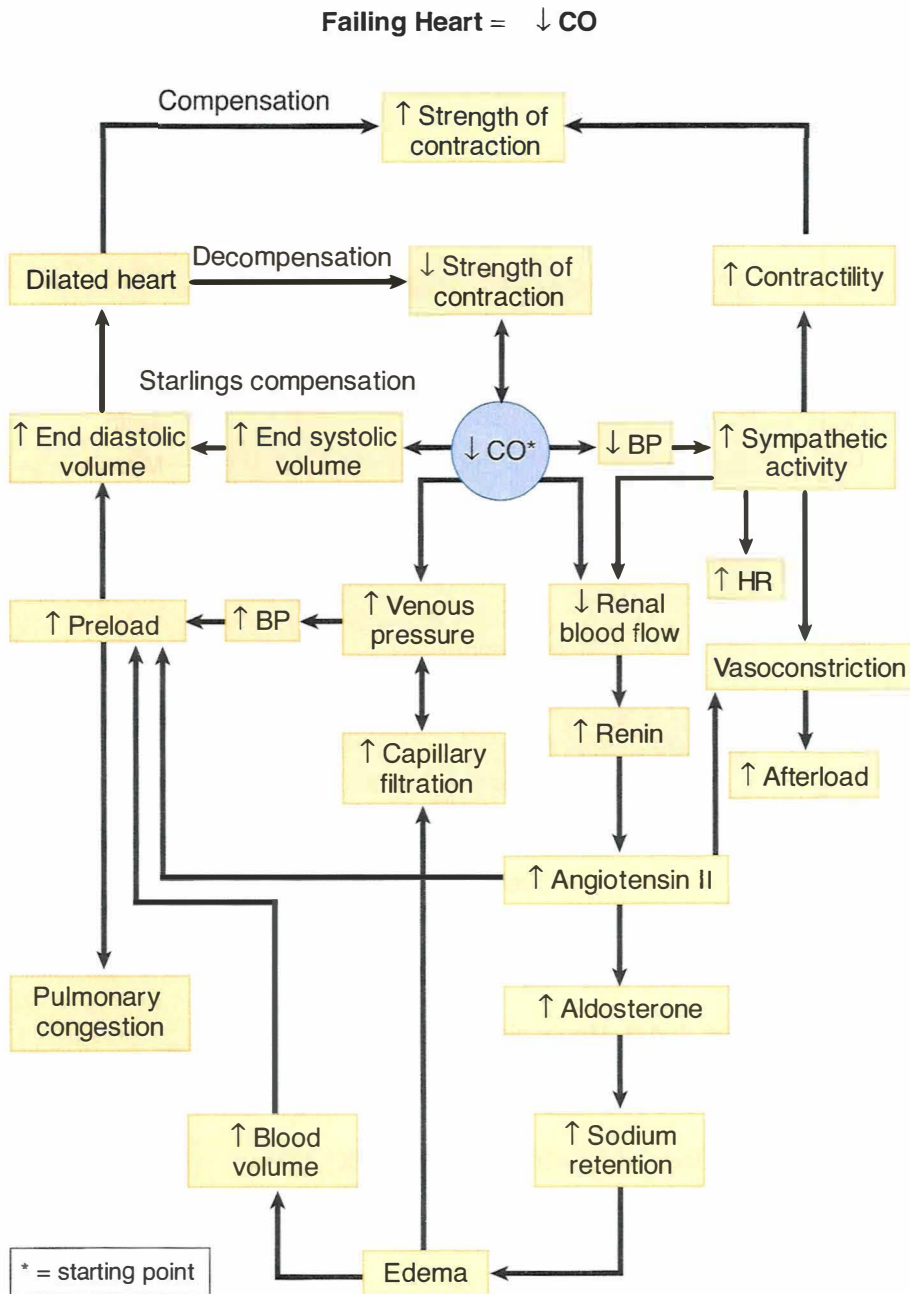 Failing Heart = ↓ CO
Compensation
↑ Strength of
contraction
Dilated heart
Decompensation
↓ Strength of
contraction
↑ Contractility
Starlings compensation
↑ End diastolic
volume
↑ End systolic
volume
↓ CO*
↓ BP
↑ Sympathetic
activity
↑ HR
↑ Preload
↑ BP
↑ Venous
pressure
↓ Renal
blood flow
Vasoconstriction
↑ Capillary
filtration
↑ Renin
↑ Afterload
↑ Angiotensin II
Pulmonary
congestion
↑ Aldosterone
↑ Blood
volume
↑ Sodium
retention
* = starting point
Edema